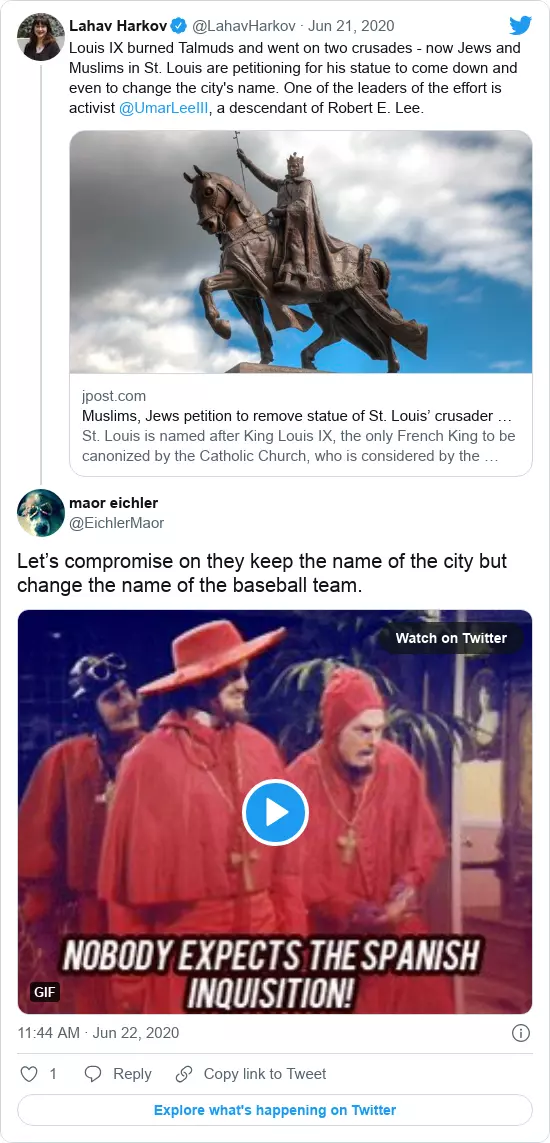 Lahav Harkov @LahavHarkov · Jun 21, 2020
Louis IX burned Talmuds and went on two crusades - now Jews and
Muslims in St. Louis are petitioning for his statue to come down and
even to change the city's name. One of the leaders of the effort is
activist @UmarLeeIII, a descendant of Robert E. Lee.
jpost.com
Muslims, Jews petition to remove statue of St. Louis’ crusader …
St. Louis is named after King Louis IX, the only French King to be
canonized by the Catholic Church, who is considered by the …
maor eichler
@EichlerMaor
Let’s compromise on they keep the name of the city but
change the name of the baseball team.
Watch on Twitter
NOBODY EXPECTS THE SPANISH
INQUISITION!
GIF
11:44 AM · Jun 22, 2020
1 Reply Copy link to Tweet
Explore what's happening on Twitter